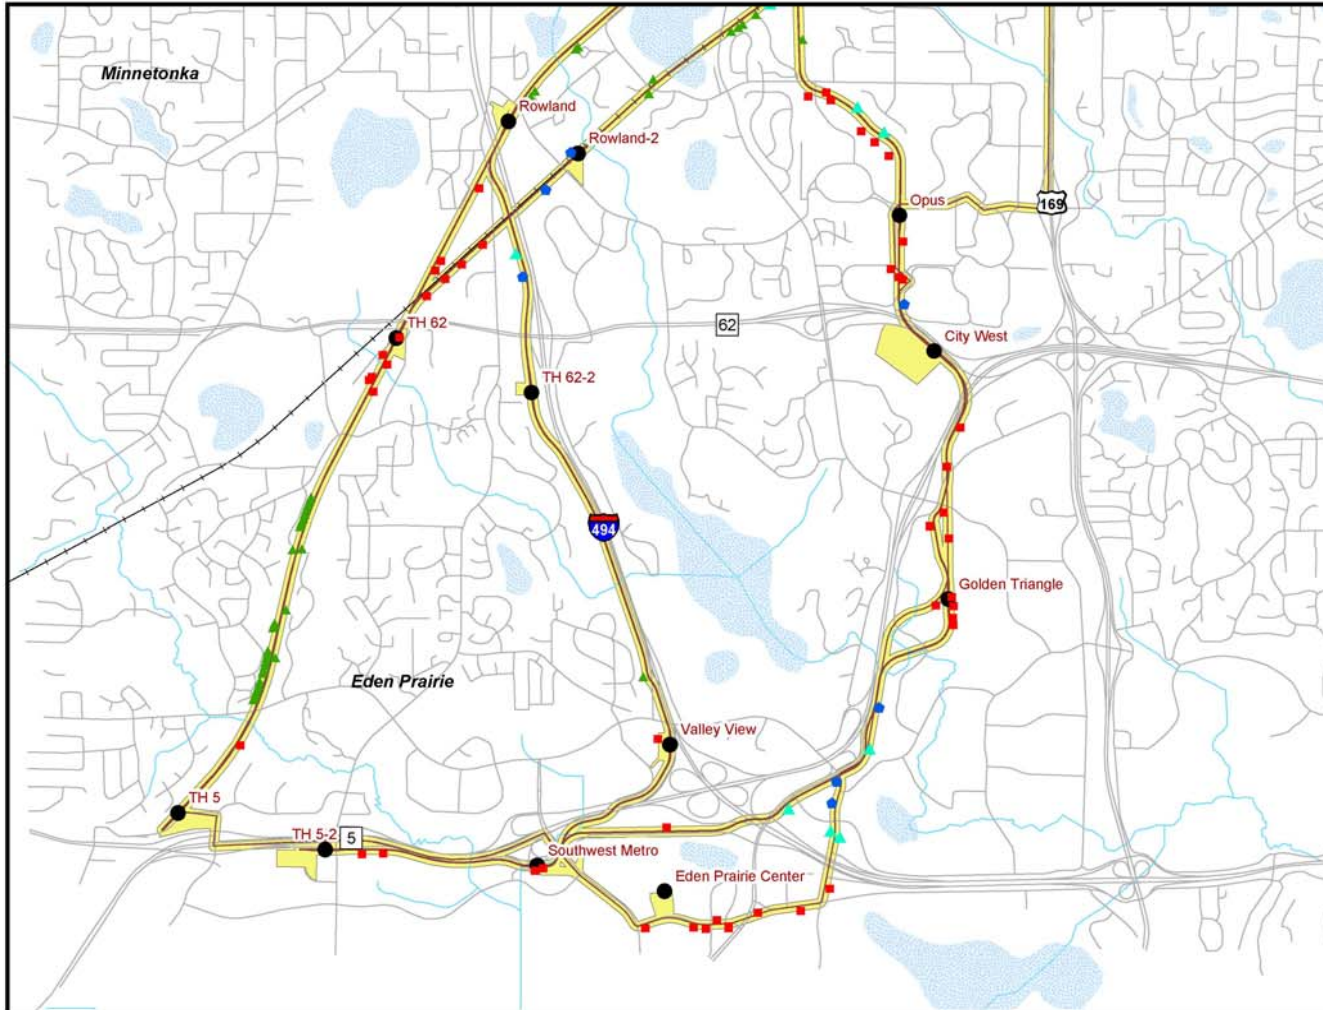 Minnetonka
Rowland
Rowland-2
Opus
169
TH 62
62
City West
TH 62-2
494
Golden Triangle
Eden Prairie
Valley View
TH 5
TH 5-2
5
Southwest Metro
Eden Prairie Center